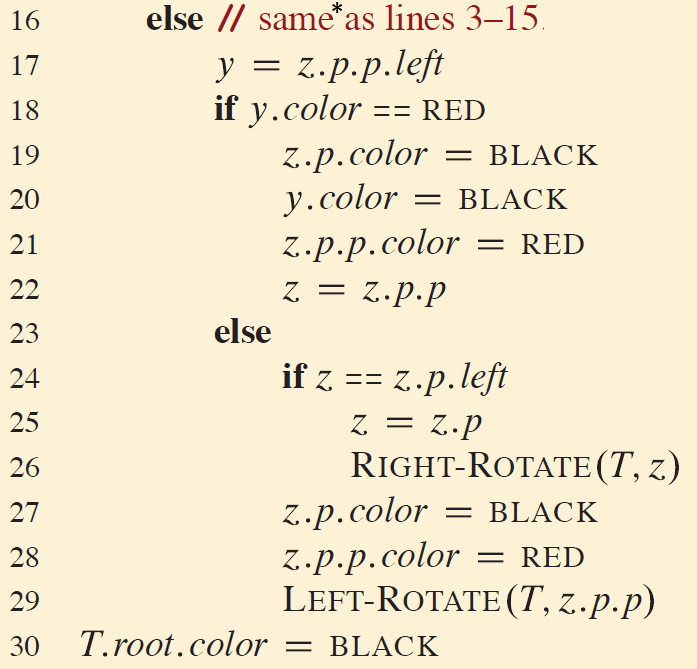 16 else // same*as lines 3–15.
17 y = z.p.p.left
18 if y.color == RED
19 z.p.color = BLACK
20 y.color = BLACK
21 z.p.p.color = RED
22 z = z.p.p
23 else
24 if z == z.p.left
25 z = z.p
26 RIGHT-ROTATE(T, z)
27 z.p.color = BLACK
28 z.p.p.color = RED
29 LEFT-ROTATE(T, z.p.p)
30 T.root.color = BLACK